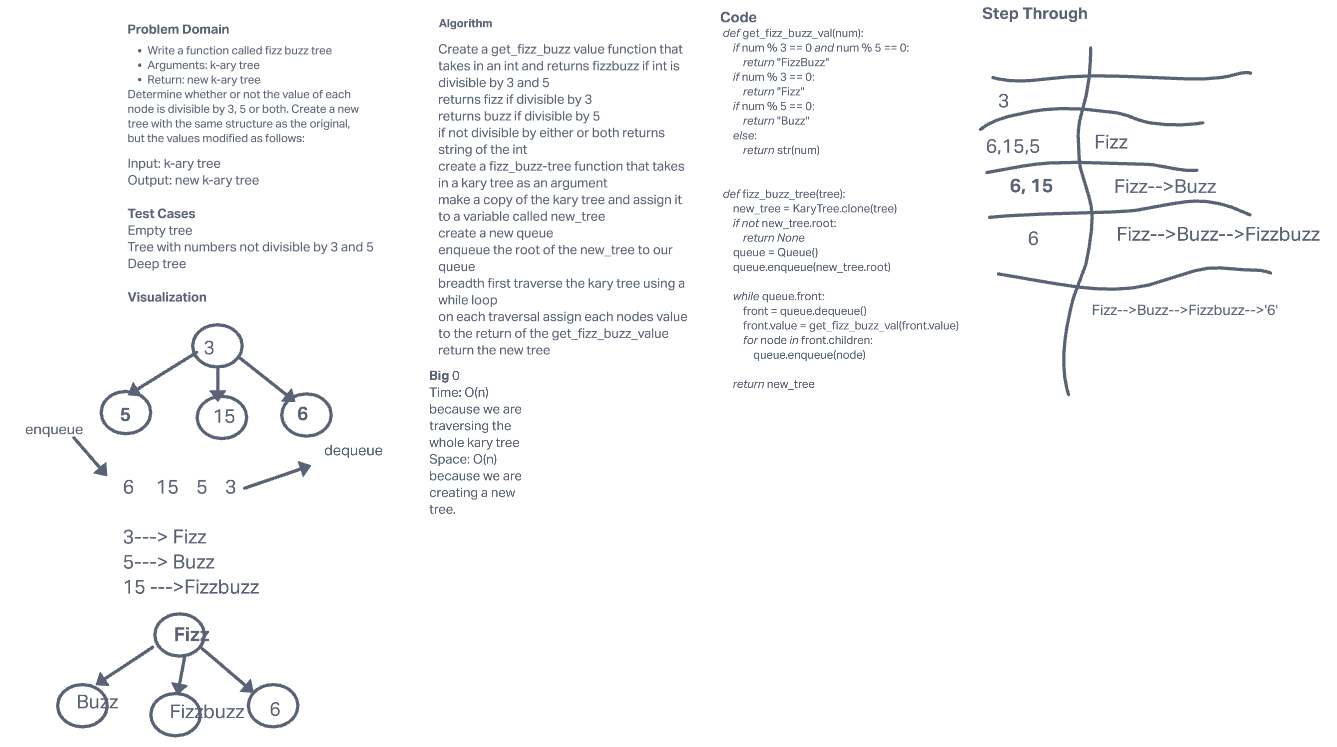 Problem Domain
• Write a function called fizz buzz tree
• Arguments: k-ary tree
• Return: new k-ary tree
Determine whether or not the value of each
node is divisible by 3, 5 or both. Create a new
tree with the same structure as the original,
but the values modified as follows:
Input: k-ary tree
Output: new k-ary tree
Test Cases
Empty tree
Tree with numbers not divisible by 3 and 5
Deep tree
Visualization
3
5 15 6
enqueue
dequeue
6 15 5 3
3---> Fizz
5---> Buzz
15 --->Fizzbuzz
Fizz
Buzz Fizzbuzz 6
Algorithm
Create a get_fizz_buzz value function that
takes in an int and returns fizzbuzz if int is
divisible by 3 and 5
returns fizz if divisible by 3
returns buzz if divisible by 5
if not divisible by either or both returns
string of the int
create a fizz_buzz-tree function that takes
in a kary tree as an argument
make a copy of the kary tree and assign it
to a variable called new_tree
create a new queue
enqueue the root of the new_tree to our
queue
breadth first traverse the kary tree using a
while loop
on each traversal assign each nodes value
to the return of the get_fizz_buzz_value
return the new tree
Big 0
Time: O(n)
because we are
traversing the
whole kary tree
Space: O(n)
because we are
creating a new
tree.
Code
def get_fizz_buzz_val(num):
if num % 3 == 0 and num % 5 == 0:
return "FizzBuzz"
if num % 3 == 0:
return "Fizz"
if num % 5 == 0:
return "Buzz"
else:
return str(num)
def fizz_buzz_tree(tree):
new_tree = KaryTree.clone(tree)
if not new_tree.root:
return None
queue = Queue()
queue.enqueue(new_tree.root)
while queue.front:
front = queue.dequeue()
front.value = get_fizz_buzz_val(front.value)
for node in front.children:
queue.enqueue(node)
return new_tree
Step Through
3
6,15,5 Fizz
6, 15 Fizz-->Buzz
6 Fizz-->Buzz-->Fizzbuzz
Fizz-->Buzz-->Fizzbuzz-->'6'